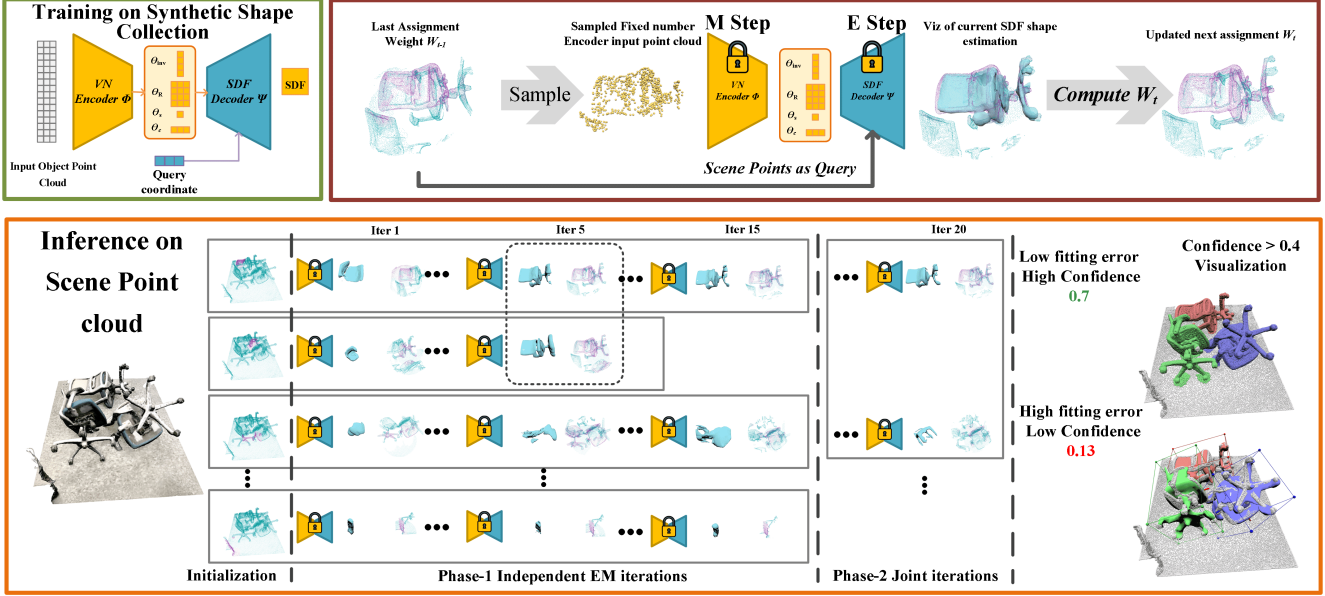 Training on Synthetic Shape
Collection
VN
Encoder Φ
Θinv
ΘR
Θs
Θc
SDF
Decoder Ψ
SDF
Input Object Point
Cloud
Query
coordinate
Last Assignment
Weight Wt-1
Sample
Sampled Fixed number
Encoder input point cloud
M Step
E Step
VN
Encoder Φ
Θinv
ΘR
Θs
Θc
SDF
Decoder Ψ
Scene Points as Query
Viz of current SDF shape
estimation
Compute Wt
Updated next assignment Wt
Inference on
Scene Point
cloud
Iter 1
Iter 5
Iter 15
Iter 20
Low fitting error
High Confidence
0.7
High fitting error
Low Confidence
0.13
Confidence > 0.4
Visualization
Initialization
Phase-1 Independent EM iterations
Phase-2 Joint iterations